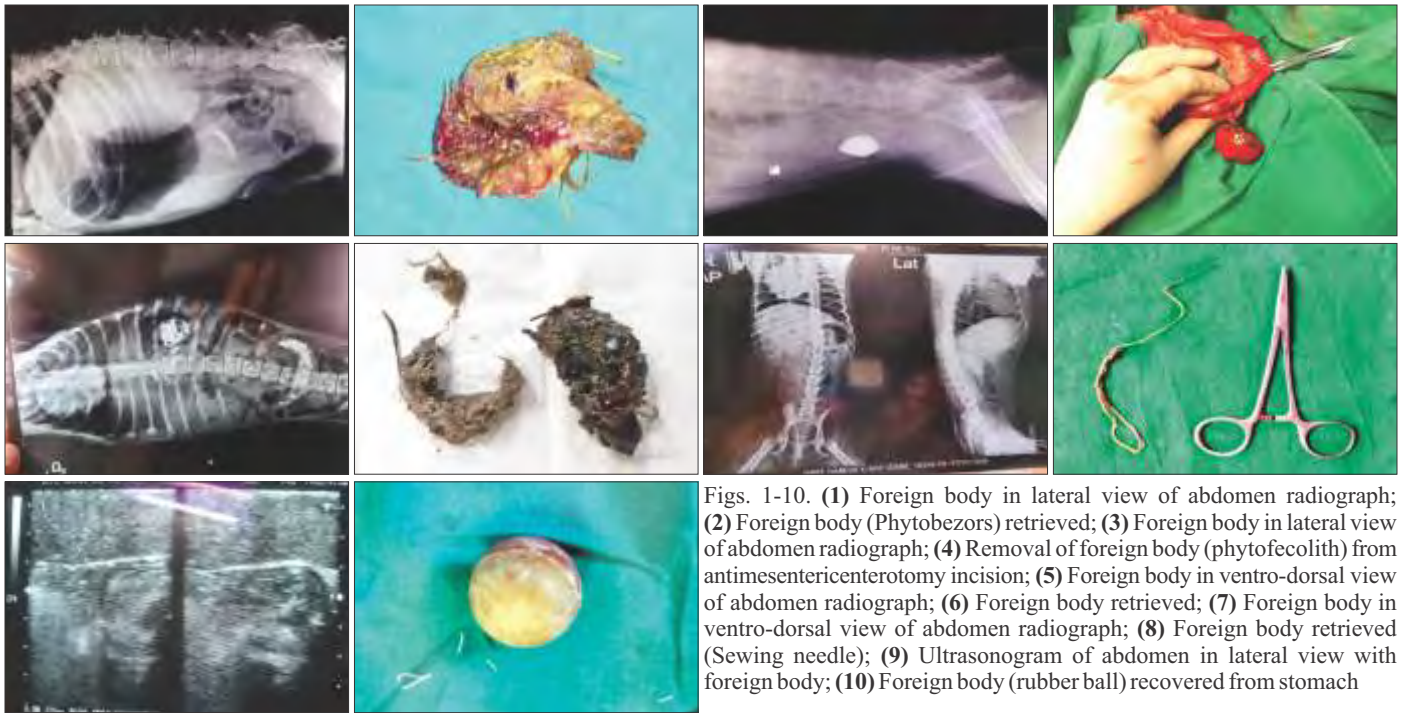 AP
Lat
Figs. 1-10. (1) Foreign body in lateral view of abdomen radiograph;
(2) Foreign body (Phytobezors) retrieved; (3) Foreign body in lateral view
of abdomen radiograph; (4) Removal of foreign body (phytofecolith) from
antimesentericenterotomy incision; (5) Foreign body in ventro-dorsal view
of abdomen radiograph; (6) Foreign body retrieved; (7) Foreign body in
ventro-dorsal view of abdomen radiograph; (8) Foreign body retrieved
(Sewing needle); (9) Ultrasonogram of abdomen in lateral view with
foreign body; (10) Foreign body (rubber ball) recovered from stomach